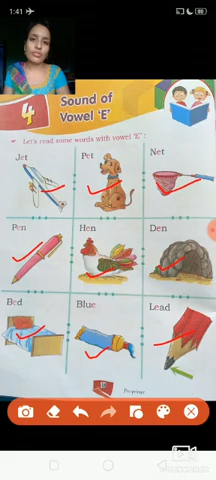 1:41
4
Sound of
Vowel 'E'
Let's read some words with vowel 'E' :
Jet Pet Net
Pen Hen Den
Bed Blue Lead